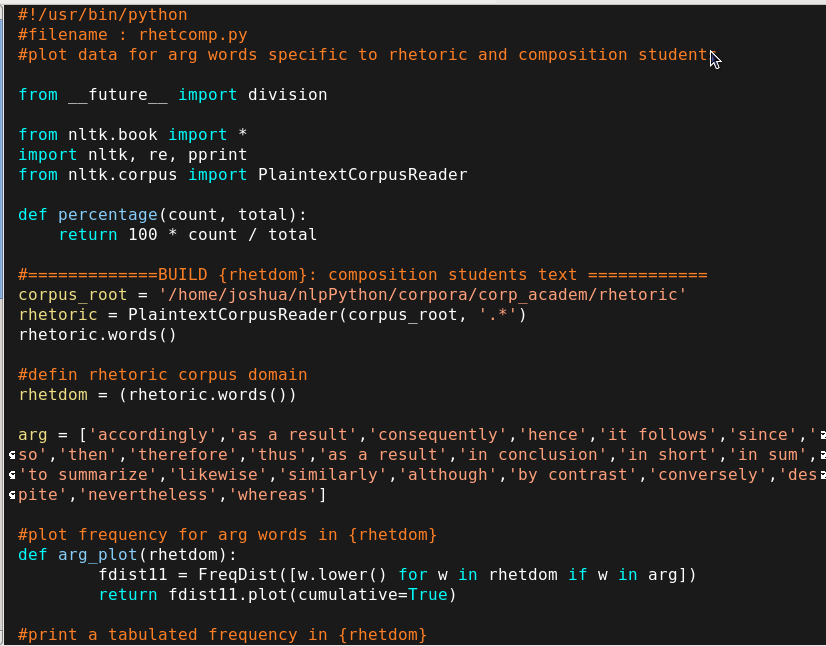 #!/usr/bin/python
#filename : rhetcomp.py
#plot data for arg words specific to rhetoric and composition student

from __future__ import division

from nltk.book import *
import nltk, re, pprint
from nltk.corpus import PlaintextCorpusReader

def percentage(count, total):
    return 100 * count / total

#=============BUILD {rhetdom}: composition students text ============
corpus_root = '/home/joshua/nlpPython/corpora/corp_academ/rhetoric'
rhetoric = PlaintextCorpusReader(corpus_root, '.*')
rhetoric.words()

#defin rhetoric corpus domain
rhetdom = (rhetoric.words())

arg = ['accordingly','as a result','consequently','hence','it follows','since','
so','then','therefore','thus','as a result','in conclusion','in short','in sum',
'to summarize','likewise','similarly','although','by contrast','conversely','des
pite','nevertheless','whereas']

#plot frequency for arg words in {rhetdom}
def arg_plot(rhetdom):
        fdist11 = FreqDist([w.lower() for w in rhetdom if w in arg])
        return fdist11.plot(cumulative=True)

#print a tabulated frequency in {rhetdom}